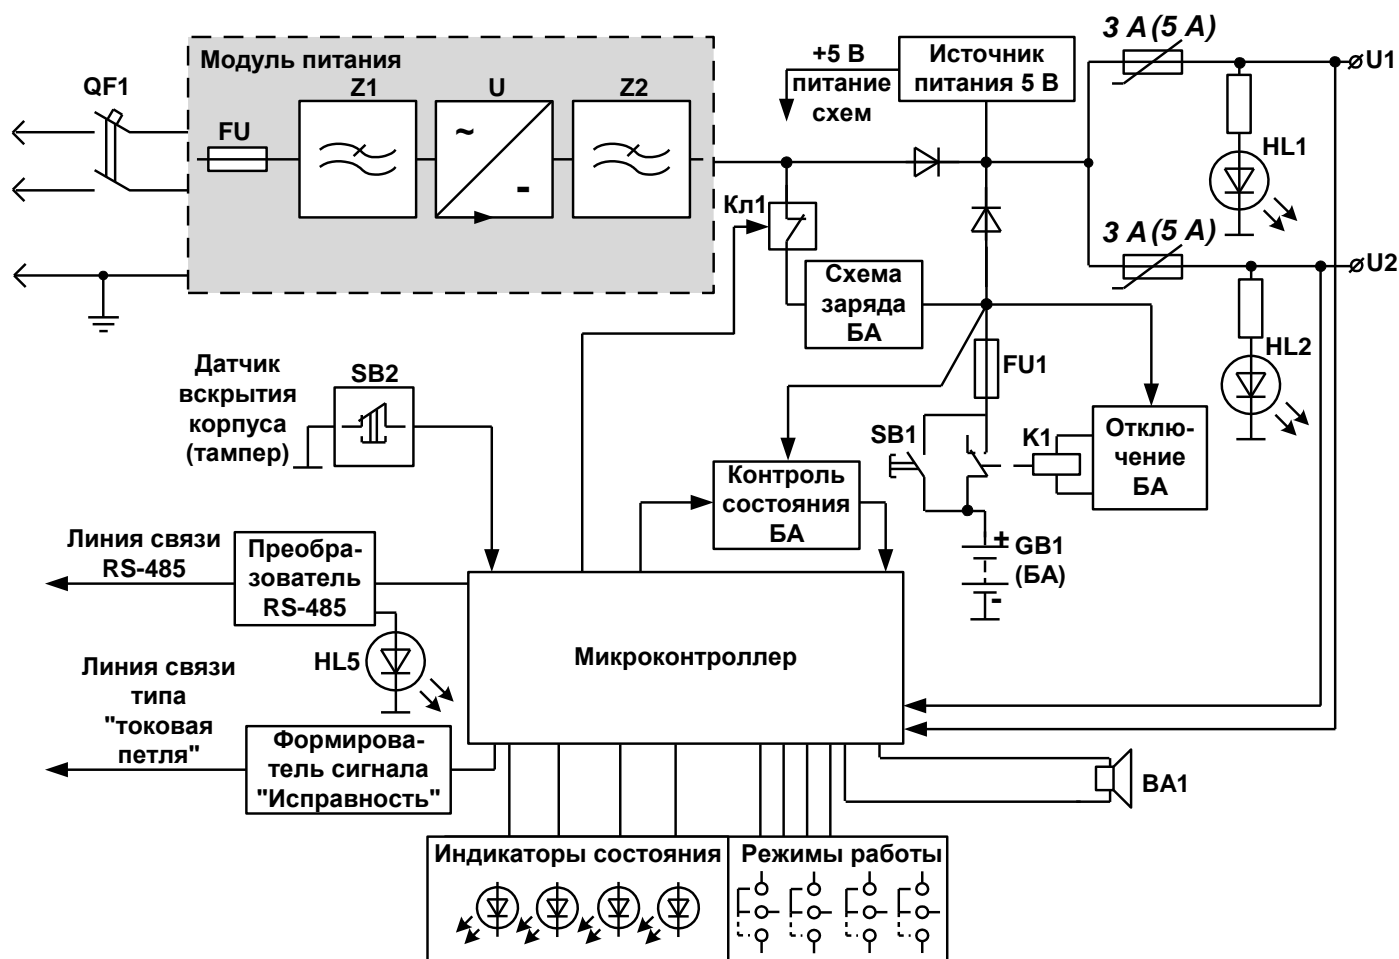 Модуль питания
QF1
FU
Z1
U
Z2
~
-
+5 В
питание
схем
Источник
питания 5 В
3 А(5 А)
U1
HL1
3 А(5 А)
U2
HL2
Кл1
Схема
заряда
БА
FU1
SB1
K1
Отклю-
чение
БА
Датчик
вскрытия
корпуса
(тампер)
SB2
Контроль
состояния
БА
+
GB1
(БА)
-
Линия связи
RS-485
Преобра-
зователь
RS-485
HL5
Микроконтроллер
Линия связи
типа
"токовая
петля"
Формирова-
тель сигнала
"Исправность"
BA1
Индикаторы состояния
Режимы работы